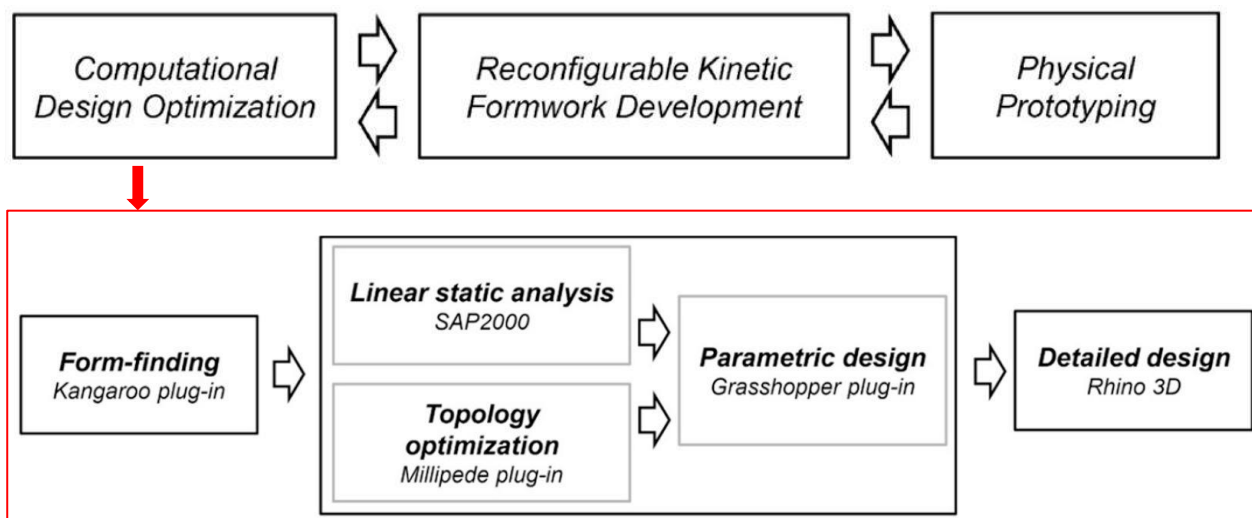 Computational
Design Optimization
Reconfigurable Kinetic
Formwork Development
Physical
Prototyping
Form-finding
Kangaroo plug-in
Linear static analysis
SAP2000
Topology
optimization
Millipede plug-in
Parametric design
Grasshopper plug-in
Detailed design
Rhino 3D